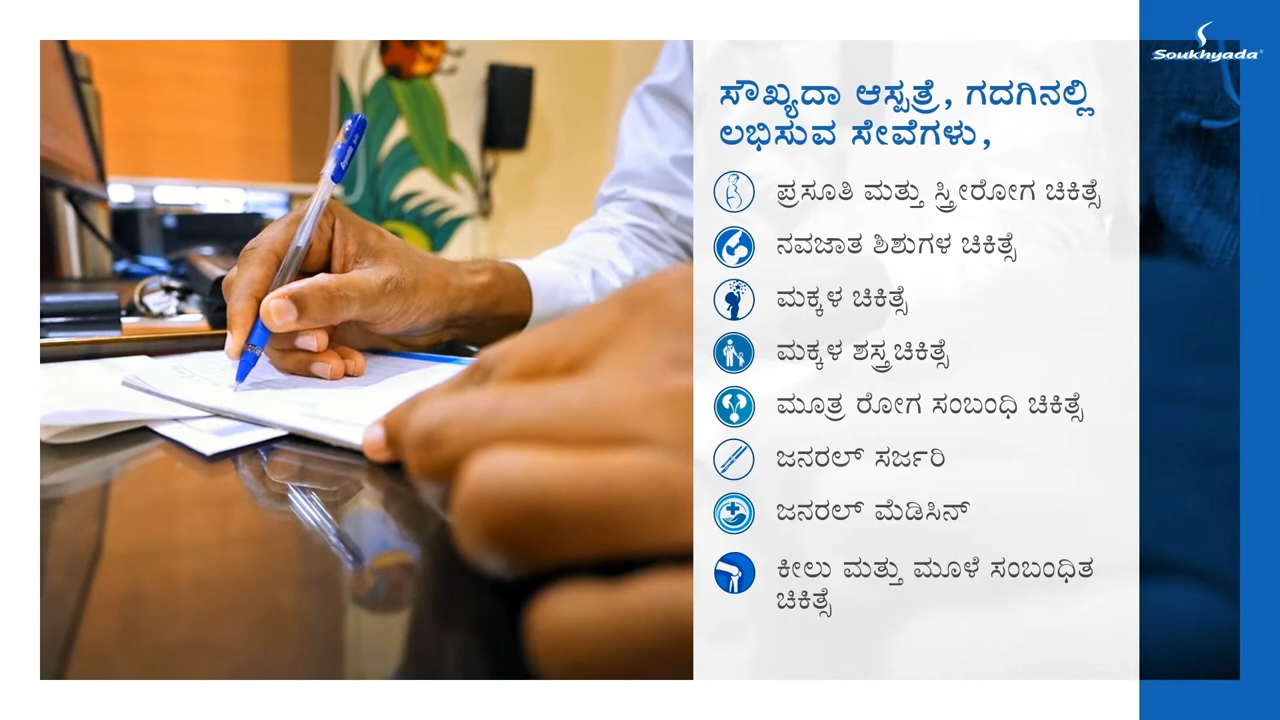 Soukhyada
ಸೌಖ್ಯದಾ ಆಸ್ಪತ್ರೆ, ಗದಗಿನಲ್ಲಿ
ಲಭಿಸುವ ಸೇವೆಗಳು,
ಪ್ರಸೂತಿ ಮತ್ತು ಸ್ತ್ರೀರೋಗ ಚಿಕಿತ್ಸೆ
ನವಜಾತ ಶಿಶುಗಳ ಚಿಕಿತ್ಸೆ
ಮಕ್ಕಳ ಚಿಕಿತ್ಸೆ
ಮಕ್ಕಳ ಶಸ್ತ್ರಚಿಕಿತ್ಸೆ
ಮೂತ್ರ ರೋಗ ಸಂಬಂಧಿ ಚಿಕಿತ್ಸೆ
ಜನರಲ್ ಸರ್ಜರಿ
ಜನರಲ್ ಮೆಡಿಸಿನ್
ಕೀಲು ಮತ್ತು ಮೂಳೆ ಸಂಬಂಧಿತ
ಚಿಕಿತ್ಸೆ